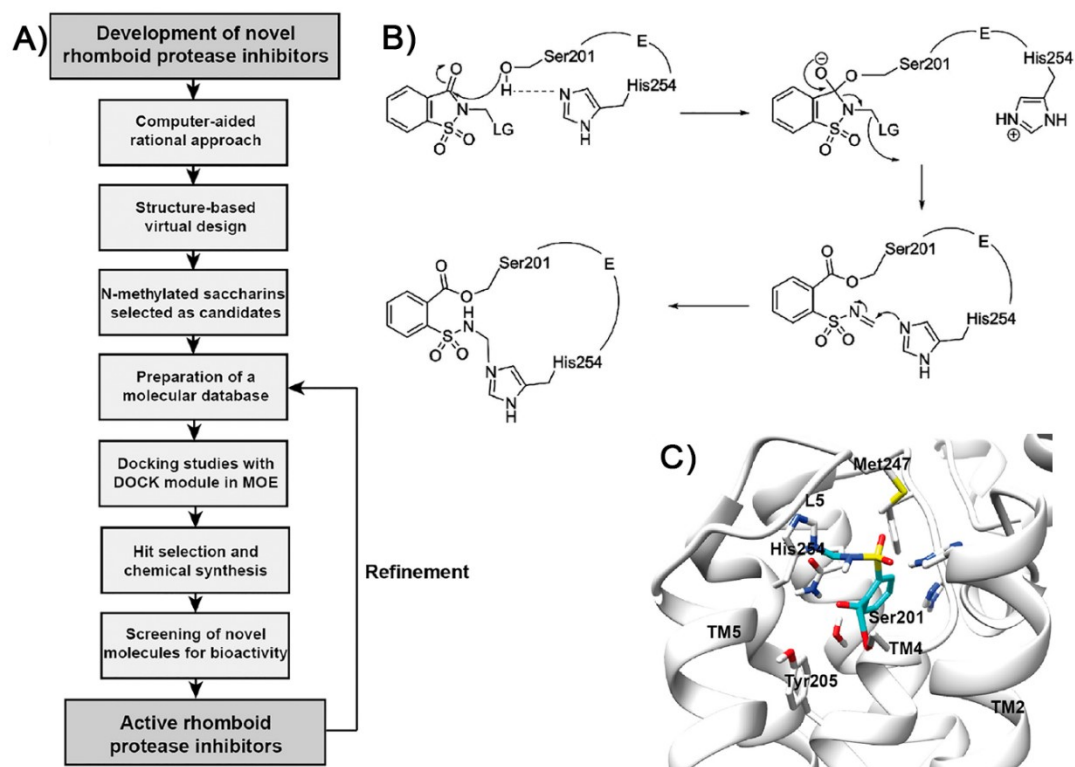 A)
Development of novel
rhomboid protease inhibitors
Computer-aided
rational approach
Structure-based
virtual design
N-methylated saccharins
selected as candidates
Preparation of a
molecular database
Docking studies with
DOCK module in MOE
Hit selection and
chemical synthesis
Screening of novel
molecules for bioactivity
Active rhomboid
protease inhibitors
Refinement
B)
O
O
H
Ser201
E
His254
N
S
O O
LG
N
N
H
O
O
Ser201
E
His254
N
S
O
O
LG
HN
NH
O
O
Ser201
E
His254
S
N
O O
N
N
H
O
O
Ser201
E
His254
H
S
N
O O
N
N
H
C)
Met247
L5
His254
Ser201
TM5
TM4
Tyr205
TM2